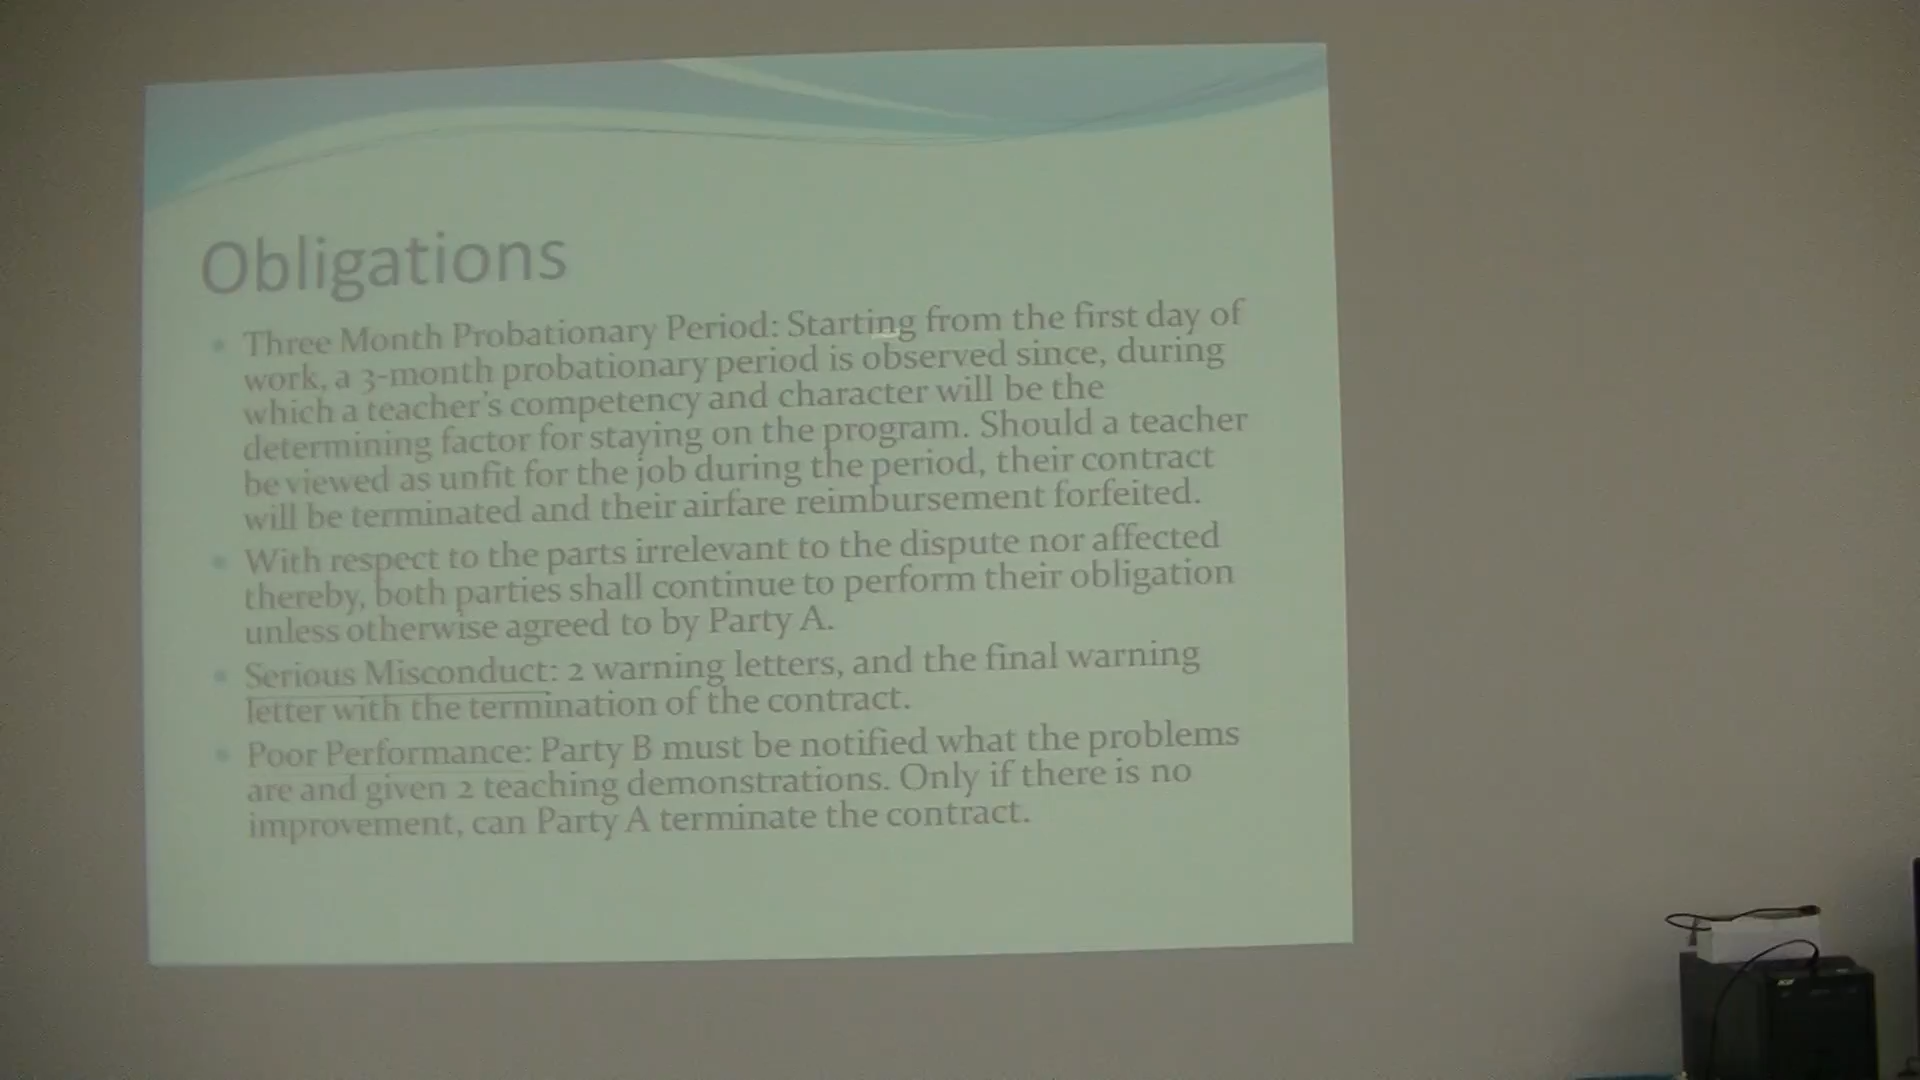 Obligations
Three Month Probationary Period: Starting from the first day of
work, a 3-month probationary period is observed since, during
which a teacher's competency and character will be the
determining factor for staying on the program. Should a teacher
be viewed as unfit for the job during the period, their contract
will be terminated and their airfare reimbursement forfeited.
With respect to the parts irrelevant to the dispute nor affected
thereby, both parties shall continue to perform their obligation
unless otherwise agreed to by Party A.
Serious Misconduct: 2 warning letters, and the final warning
letter with the termination of the contract.
Poor Performance: Party B must be notified what the problems
are and given 2 teaching demonstrations. Only if there is no
improvement, can Party A terminate the contract.
acer